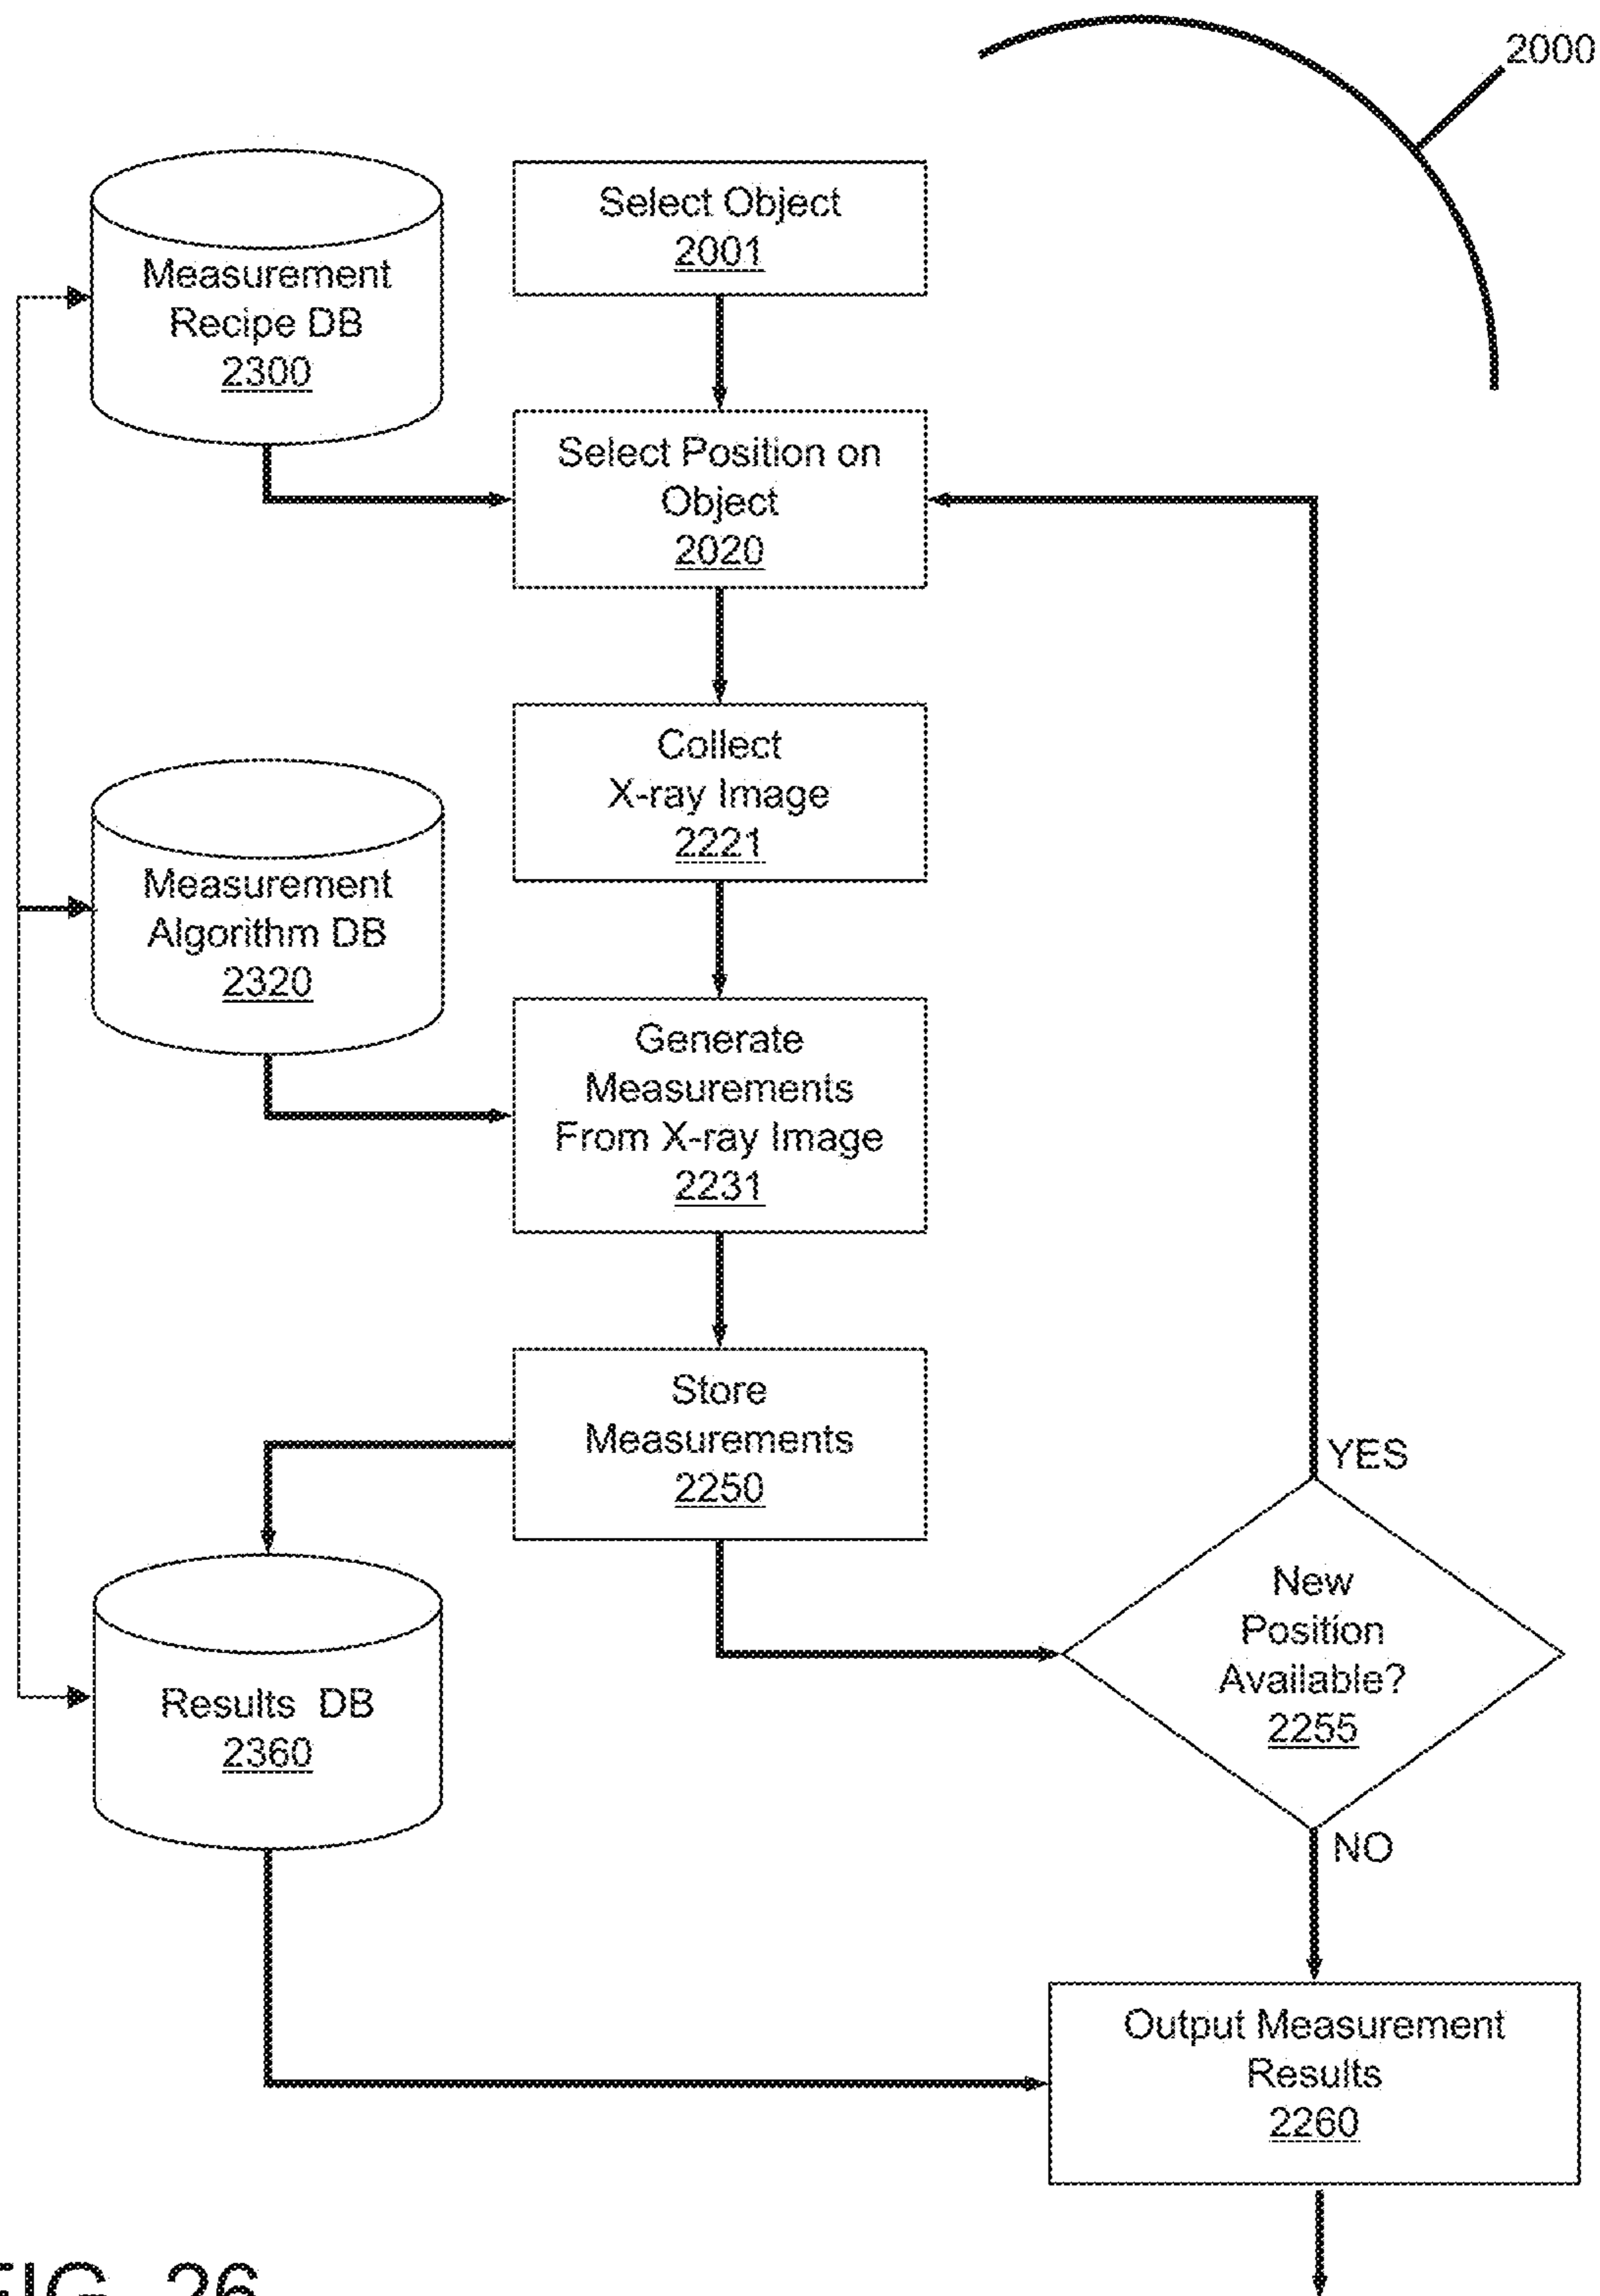 2000
Select Object
2001
Measurement
Recipe DB
2300
Select Position on
Object
2020
Collect
X-ray Image
2221
Measurement
Algorithm DB
2320
Generate
Measurements
From X-ray Image
2231
Store
Measurements
2250
YES
New
Position
Available?
2255
Results DB
2360
NO
Output Measurement
Results
2260
FIG. 26